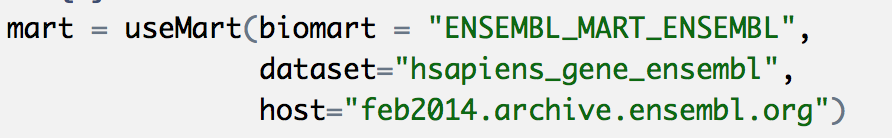 mart = useMart(biomart = "ENSEMBL_MART_ENSEMBL",
dataset="hsapiens_gene_ensembl",
host="feb2014.archive.ensembl.org")